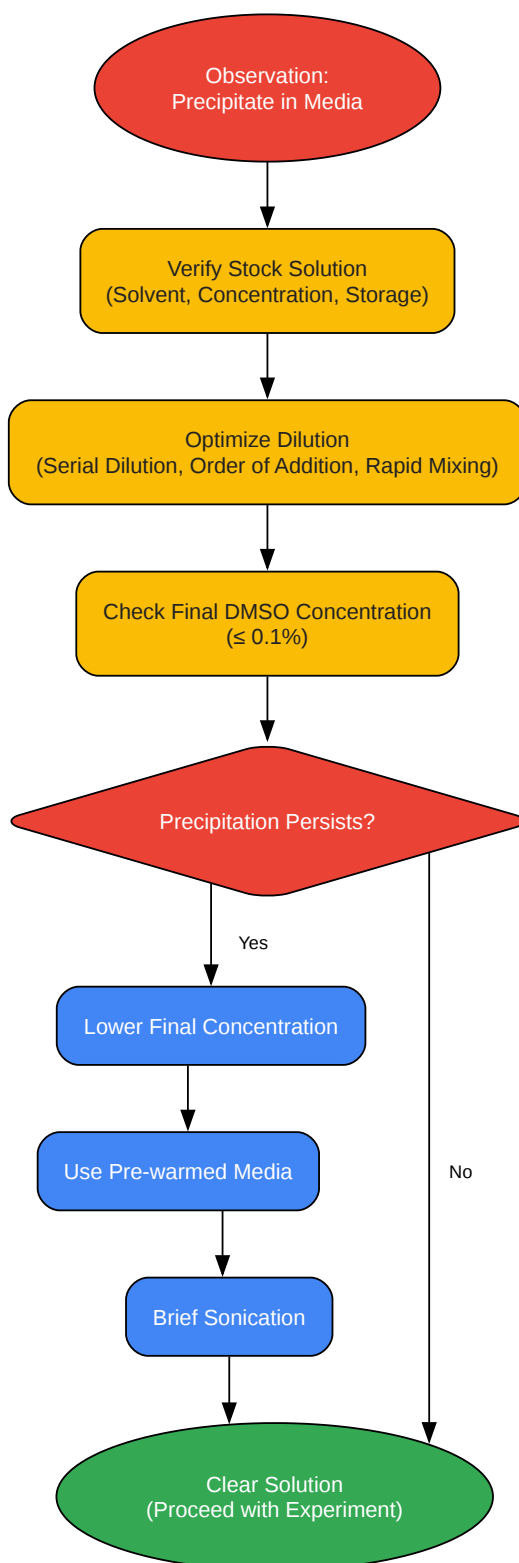 Observation:
Precipitate in Media
Verify Stock Solution
(Solvent, Concentration, Storage)
Optimize Dilution
(Serial Dilution, Order of Addition, Rapid Mixing)
Check Final DMSO Concentration
(≤ 0.1%)
Precipitation Persists?
Yes
Lower Final Concentration
Use Pre-warmed Media
No
Brief Sonication
Clear Solution
(Proceed with Experiment)